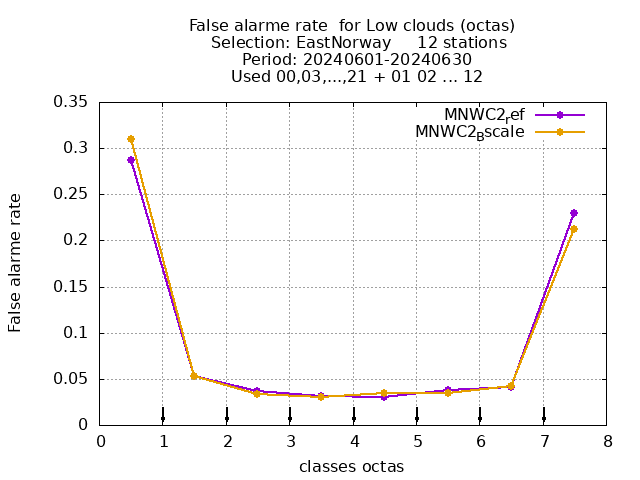 False alarme rate  for Low clouds (octas)
Selection: EastNorway     12 stations
Period: 20240601-20240630
Used 00,03,...,21 + 01 02 ... 12
MNWC2ref
MNWC2Bscale
0.35
0.3
0.25
0.2
0.15
0.1
0.05
0
False alarme rate
0 1 2 3 4 5 6 7 8
classes octas